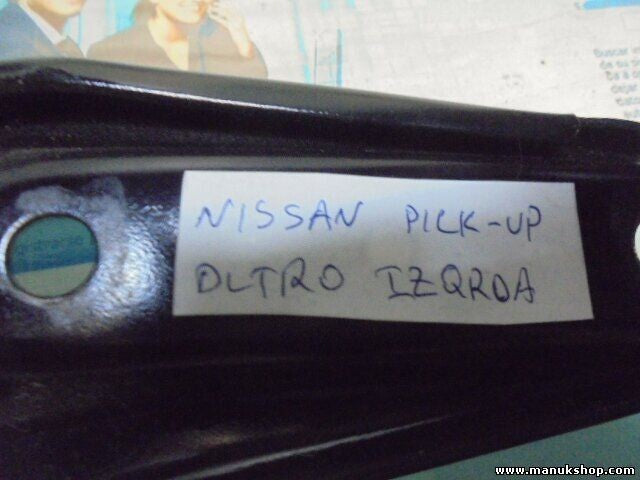 NISSAN PICK-UP
DLTRO IZQRDA
www.manukshop.com